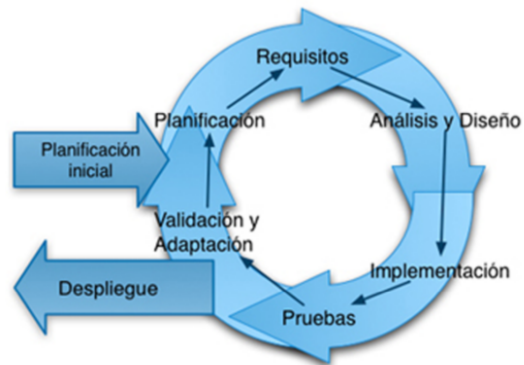 Requisitos
Planificación
Análisis y Diseño
Planificación
inicial
Validación y
Adaptación
Implementación
Despliegue
Pruebas